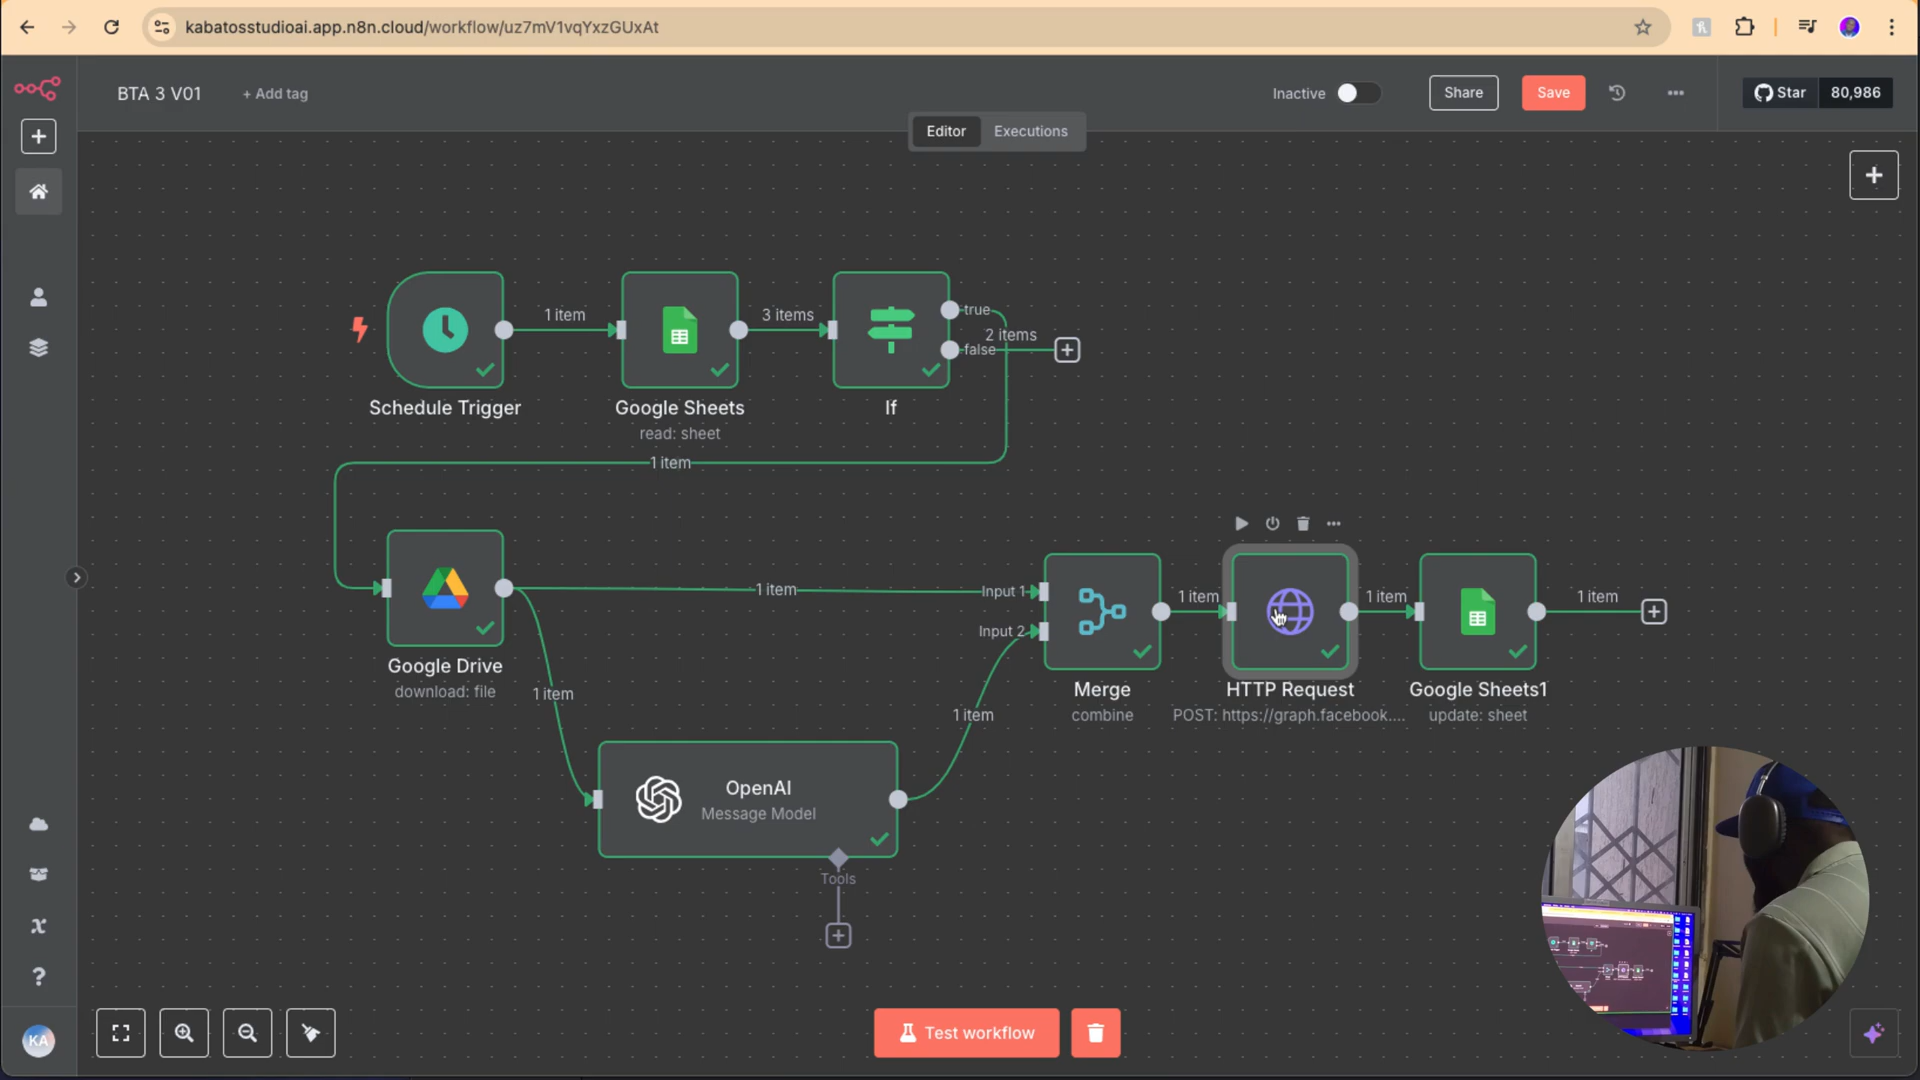 kabatosstudioai.app.n8n.cloud/workflow/uz7mV1vqYxzGUxAt
BTA 3 V01
+ Add tag
Inactive
Share
Save
Star
80,986
Editor
Executions
1 item
3 items
true
2 items
false
Schedule Trigger
Google Sheets
read: sheet
If
1 item
1 item
Input 1
Input 2
1 item
1 item
1 item
Google Drive
download: file
1 item
1 item
Merge
combine
HTTP Request
POST: https://graph.facebook....
Google Sheets1
update: sheet
OpenAI
Message Model
Tools
KA
Test workflow